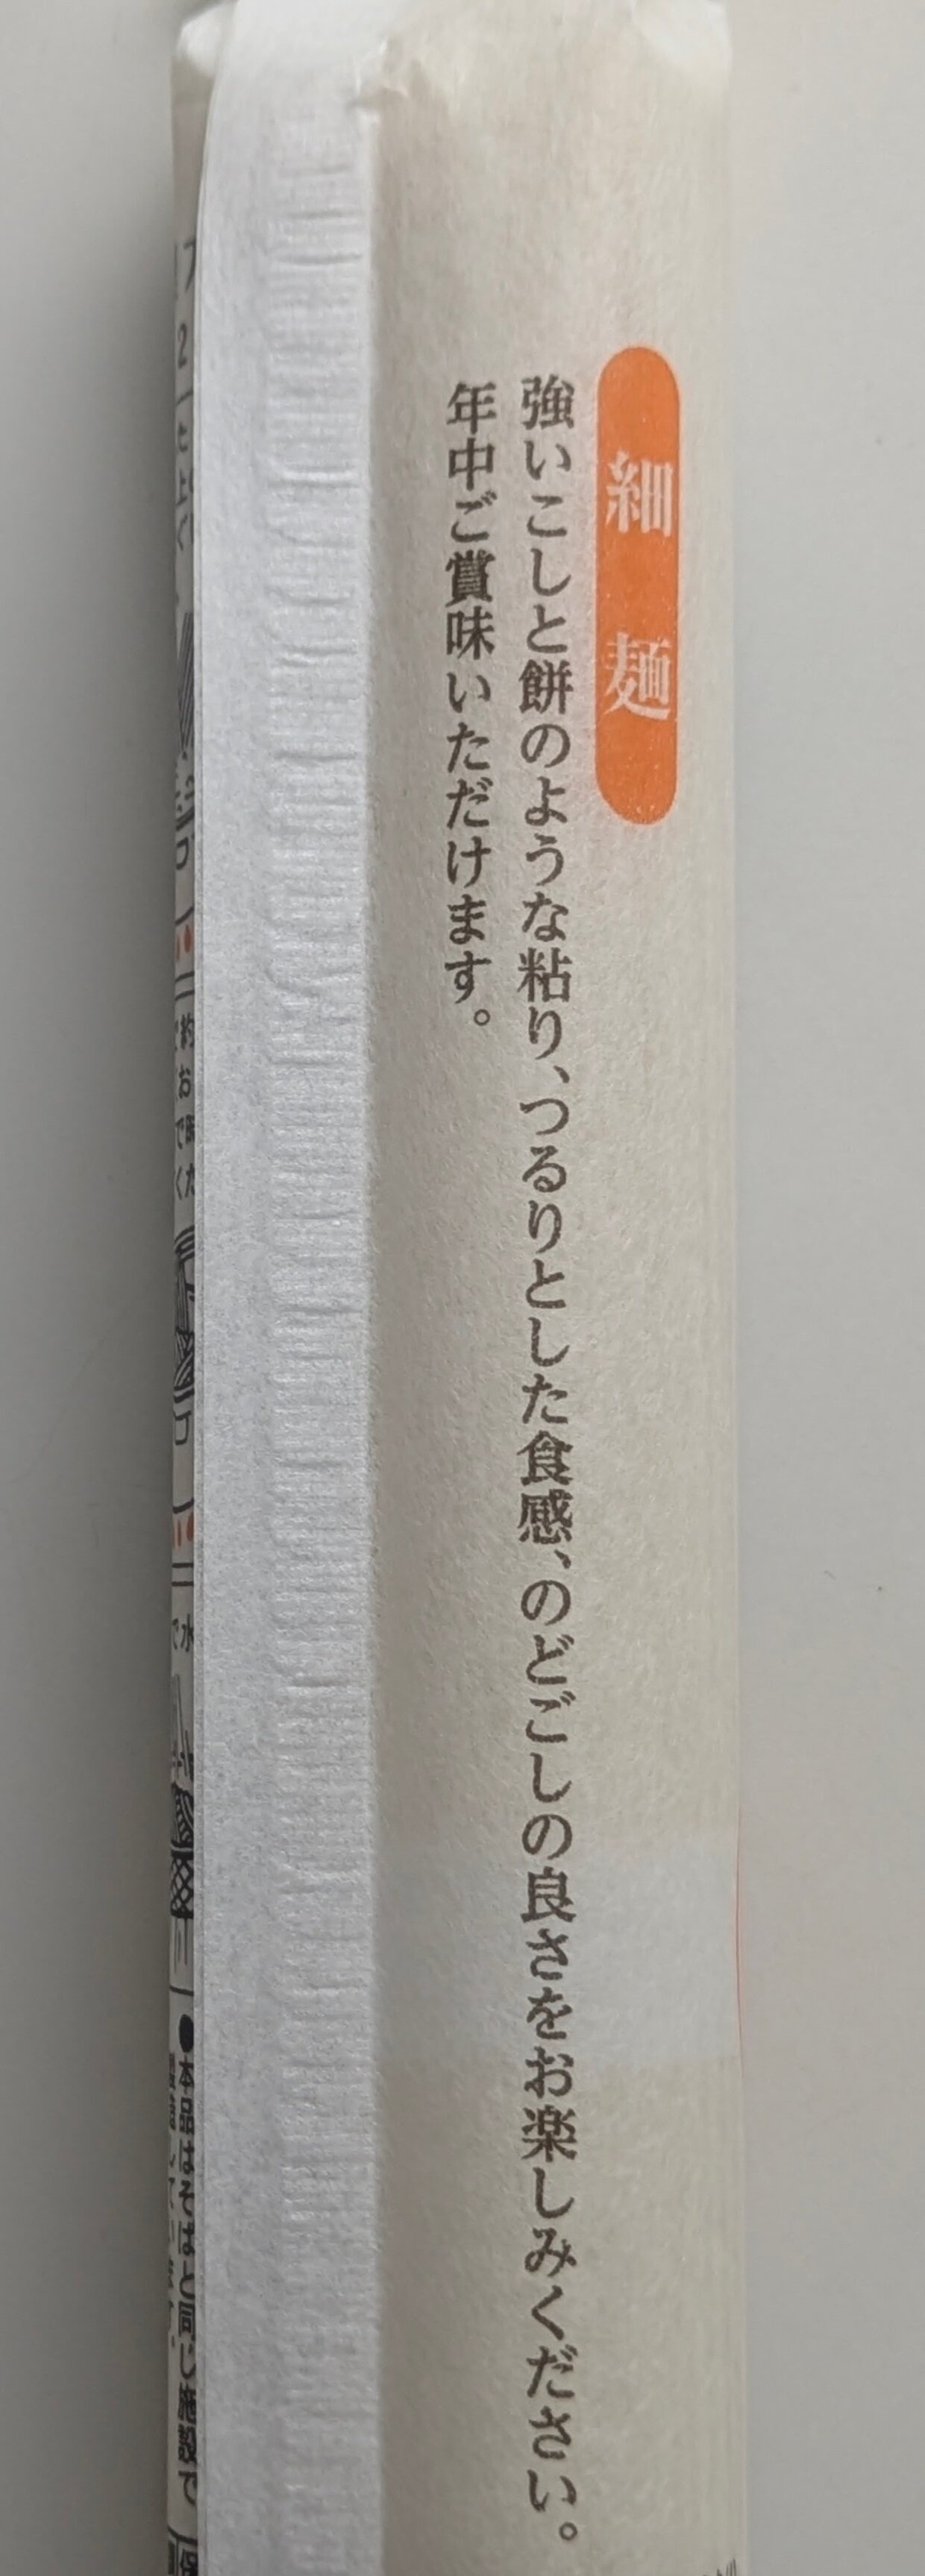 細麺
強いこしと餅のような粘り、つるりとした食感、のどごしの良さをお楽しみください。
年中ご賞味いただけます。
●本品はそばと同じ施設で